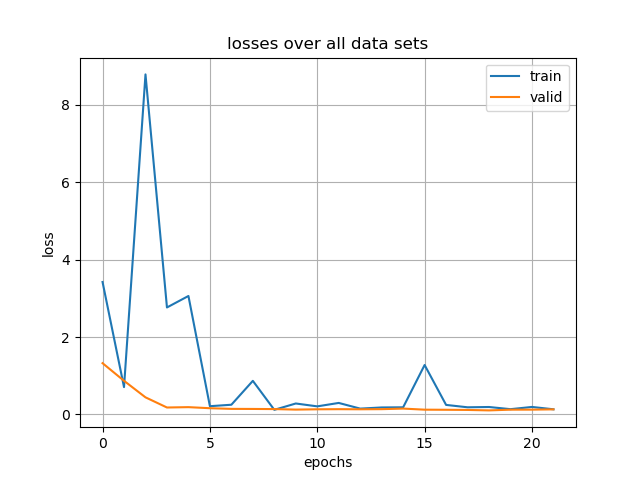 losses over all data sets
train
valid
8
6
4
2
0
loss
0 5 10 15 20
epochs